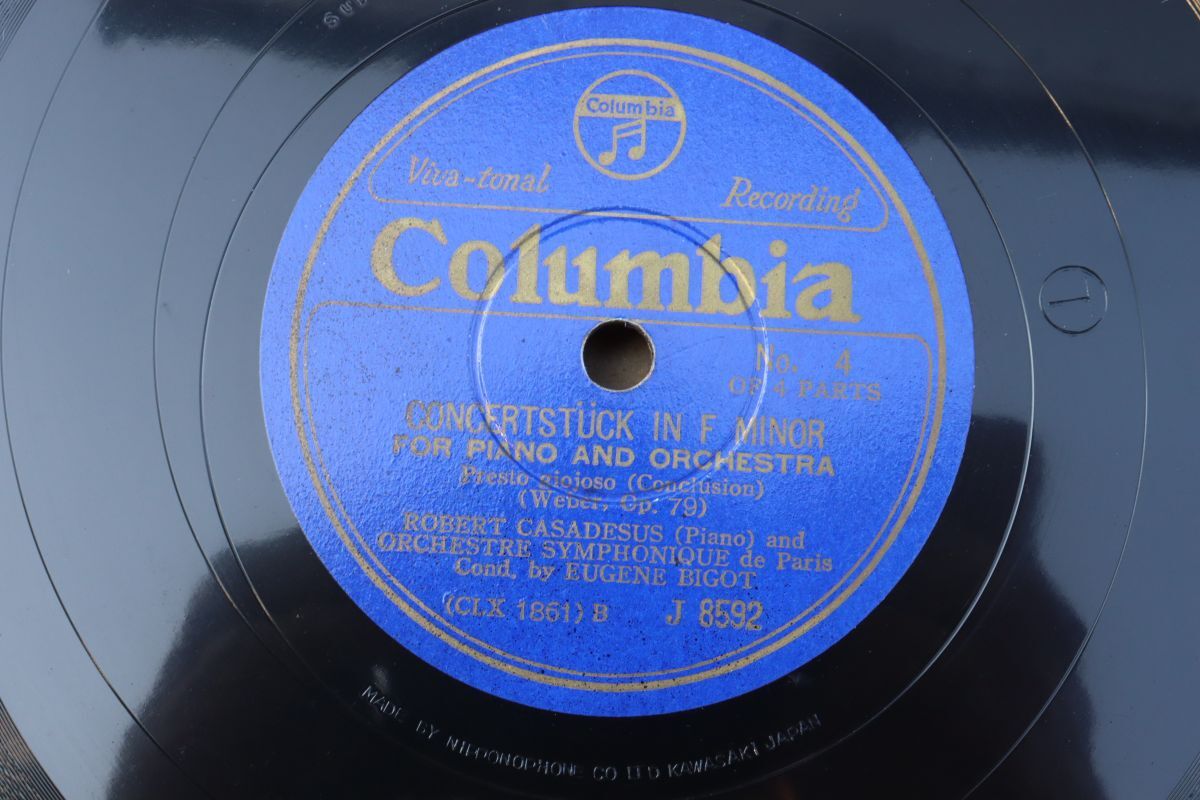 Columbia
Viva-tonal Recording
Columbia
No. 4
OF 4 PARTS
CONCERTSTÜCK IN F MINOR
FOR PIANO AND ORCHESTRA
Presto giojoso (Conclusion)
(Weber, Op. 79)
ROBERT CASADESUS (Piano) and
ORCHESTRE SYMPHONIQUE de Paris
Cond. by EUGENE BIGOT.
(CLX 1861) B J 8592
MADE BY NIPPONOPHONE CO LTD KAWASAKI JAPAN